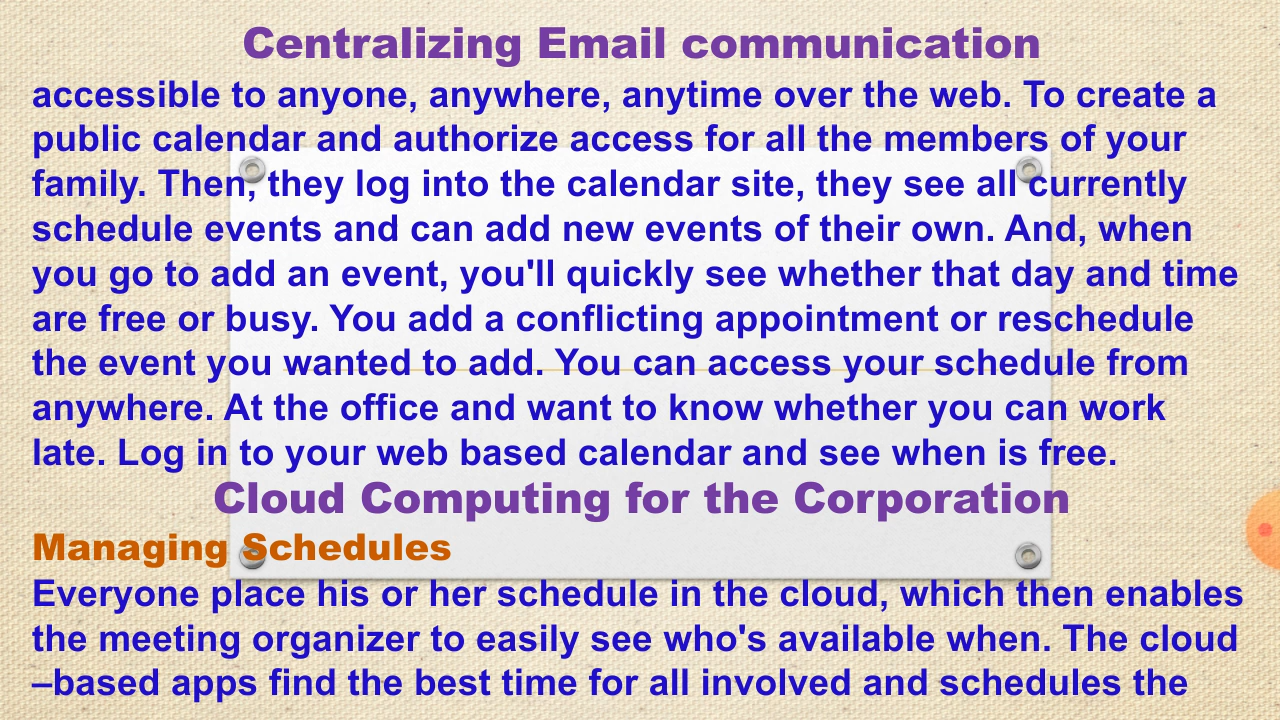 Centralizing Email communication
accessible to anyone, anywhere, anytime over the web. To create a
public calendar and authorize access for all the members of your
family. Then, they log into the calendar site, they see all currently
schedule events and can add new events of their own. And, when
you go to add an event, you'll quickly see whether that day and time
are free or busy. You add a conflicting appointment or reschedule
the event you wanted to add. You can access your schedule from
anywhere. At the office and want to know whether you can work
late. Log in to your web based calendar and see when is free.
Cloud Computing for the Corporation
Managing Schedules
Everyone place his or her schedule in the cloud, which then enables
the meeting organizer to easily see who's available when. The cloud
–based apps find the best time for all involved and schedules the